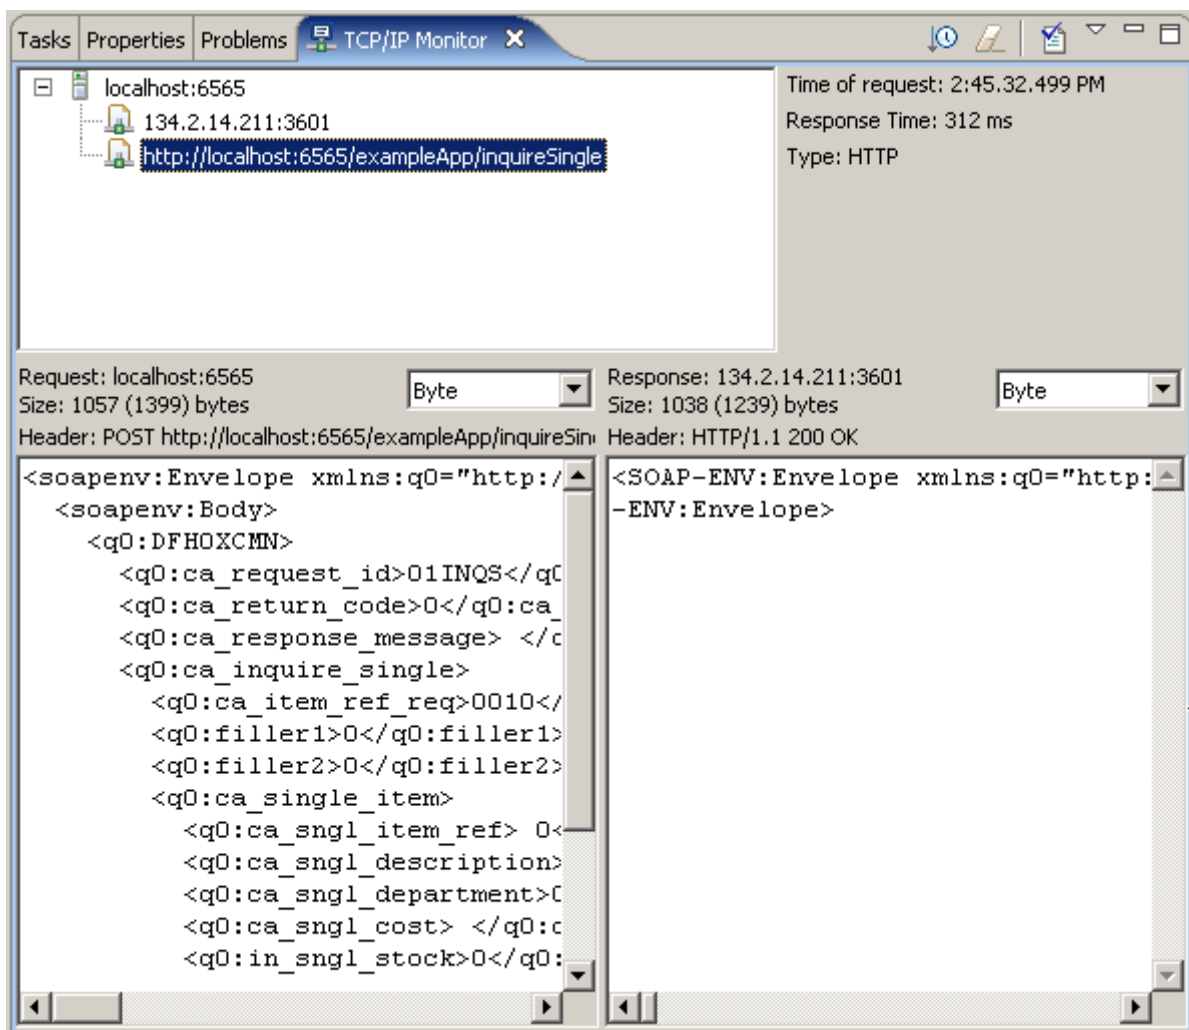 Tasks Properties Problems TCP/IP Monitor
localhost:6565
134.2.14.211:3601
http://localhost:6565/exampleApp/inquireSingle
Time of request: 2:45.32.499 PM
Response Time: 312 ms
Type: HTTP
Request: localhost:6565
Size: 1057 (1399) bytes
Byte
Header: POST http://localhost:6565/exampleApp/inquireSin
Response: 134.2.14.211:3601
Size: 1038 (1239) bytes
Byte
Header: HTTP/1.1 200 OK
<soapenv:Envelope xmlns:q0="http:/
<soapenv:Body>
<q0:DFH0XCMN>
<q0:ca_request_id>01INQS</q0
<q0:ca_return_code>0</q0:ca_
<q0:ca_response_message> </q
<q0:ca_inquire_single>
<q0:ca_item_ref_req>0010</
<q0:filler1>0</q0:filler1>
<q0:filler2>0</q0:filler2>
<q0:ca_single_item>
<q0:ca_sngl_item_ref> 0<
<q0:ca_sngl_description>
<q0:ca_sngl_department>0
<q0:ca_sngl_cost> </q0:c
<q0:in_sngl_stock>0</q0:
<SOAP-ENV:Envelope xmlns:q0="http:
-ENV:Envelope>